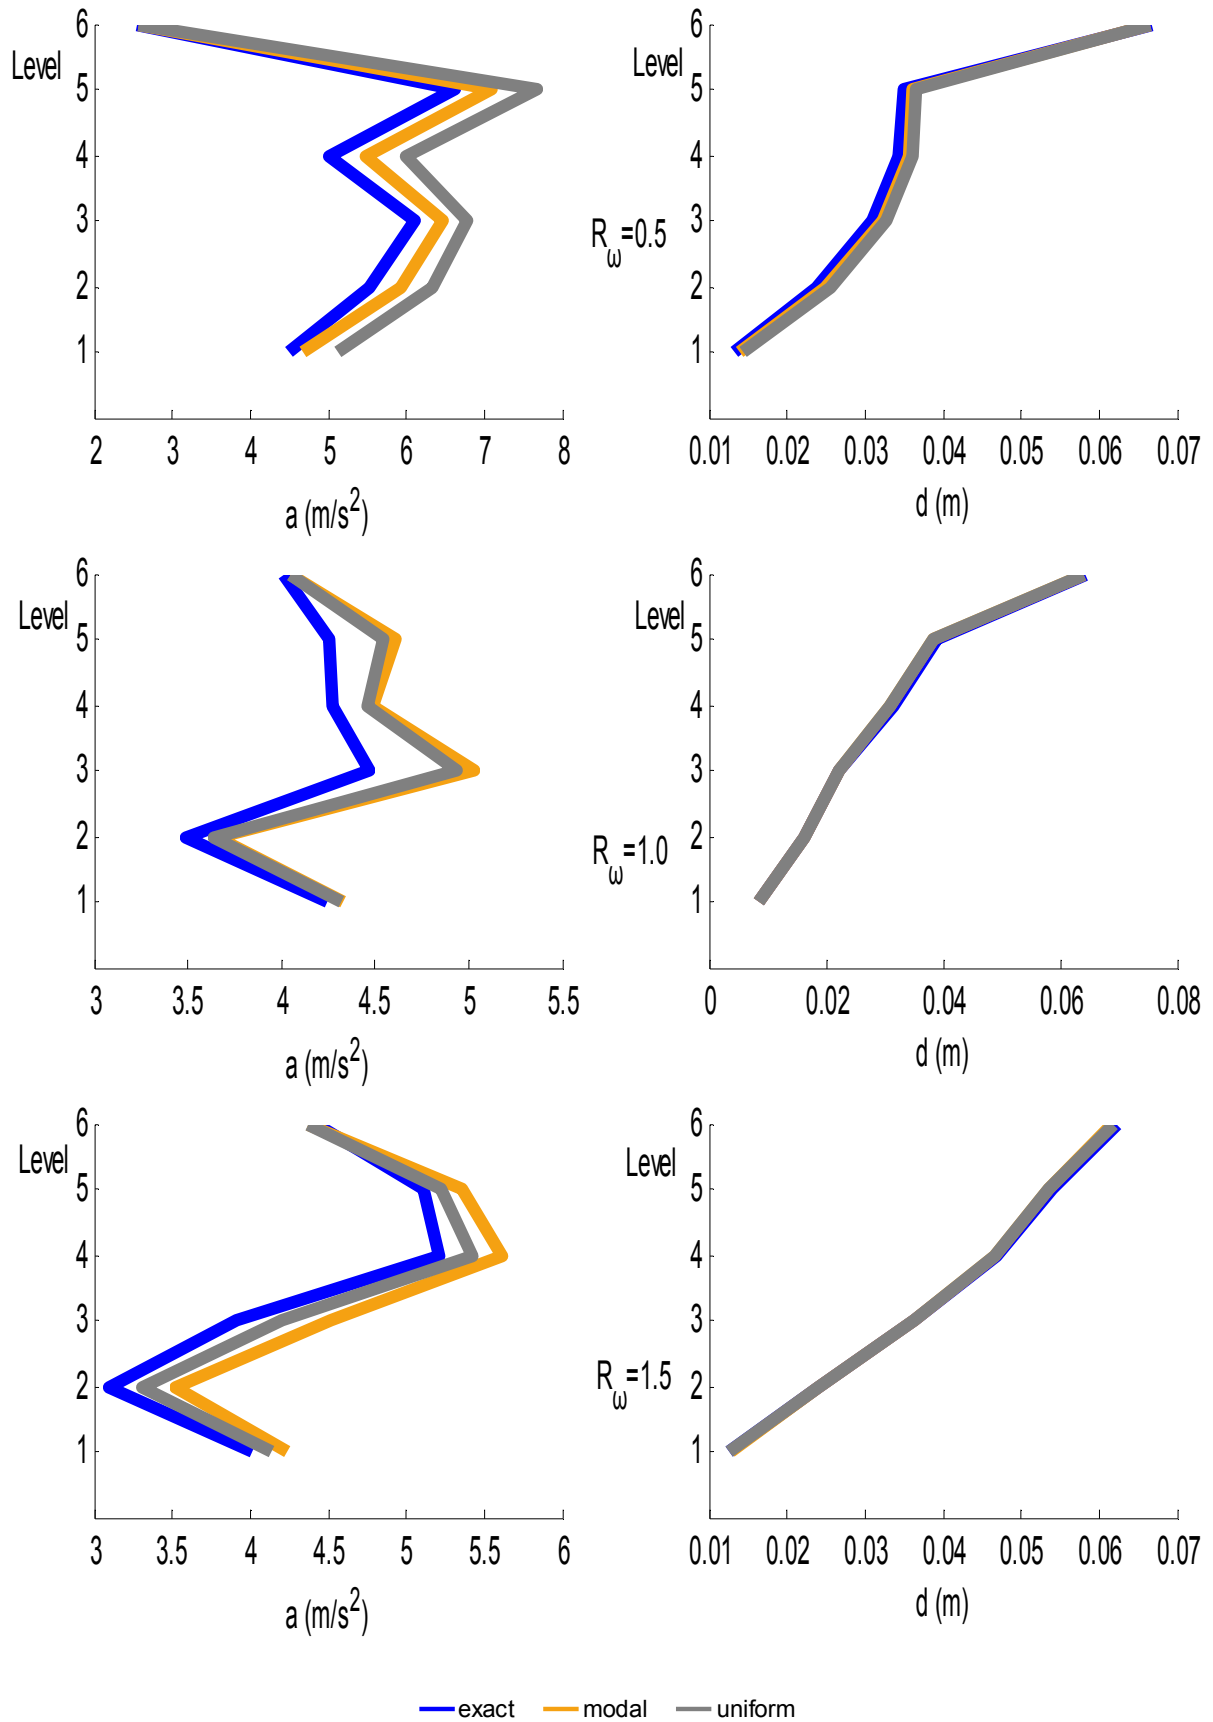 6
Level
5
4
3
2
1
2 3 4 5 6 7 8
a (m/s²)
6
Level
5
4
3
R_ω=0.5
2
1
0.01 0.02 0.03 0.04 0.05 0.06 0.07
d (m)
6
Level
5
4
3
2
1
3 3.5 4 4.5 5 5.5
a (m/s²)
6
Level
5
4
3
2
R_ω=1.0
1
0 0.02 0.04 0.06 0.08
d (m)
6
Level
5
4
3
2
1
3 3.5 4 4.5 5 5.5 6
a (m/s²)
6
Level
5
4
3
2
R_ω=1.5
1
0.01 0.02 0.03 0.04 0.05 0.06 0.07
d (m)
exact modal uniform